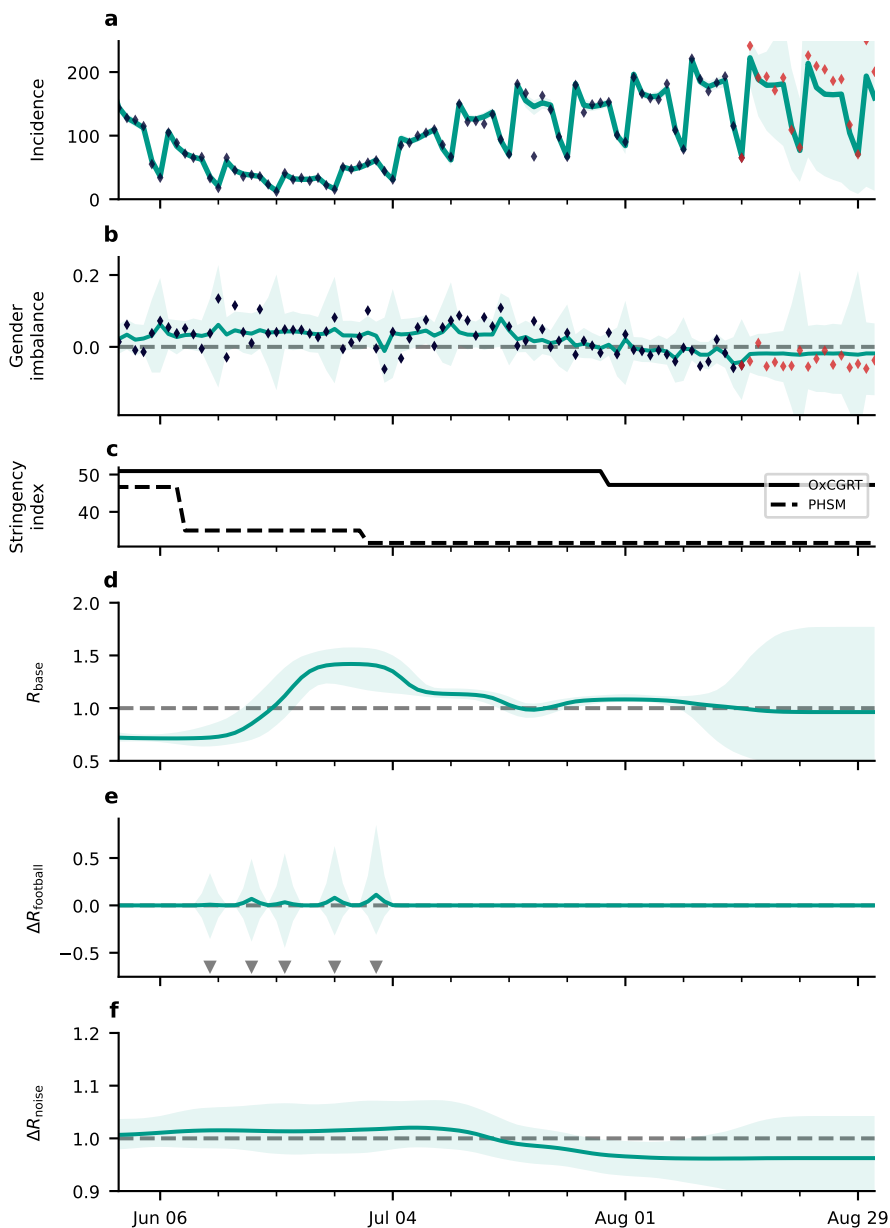 a
200
100
0
Incidence
b
0.2
0.0
Gender
imbalance
c
50
40
Stringency
index
OxCGRT
PHSM
d
2.0
1.5
1.0
0.5
R_base
e
0.5
0.0
−0.5
ΔR_football
f
1.2
1.1
1.0
0.9
ΔR_noise
Jun 06
Jul 04
Aug 01
Aug 29